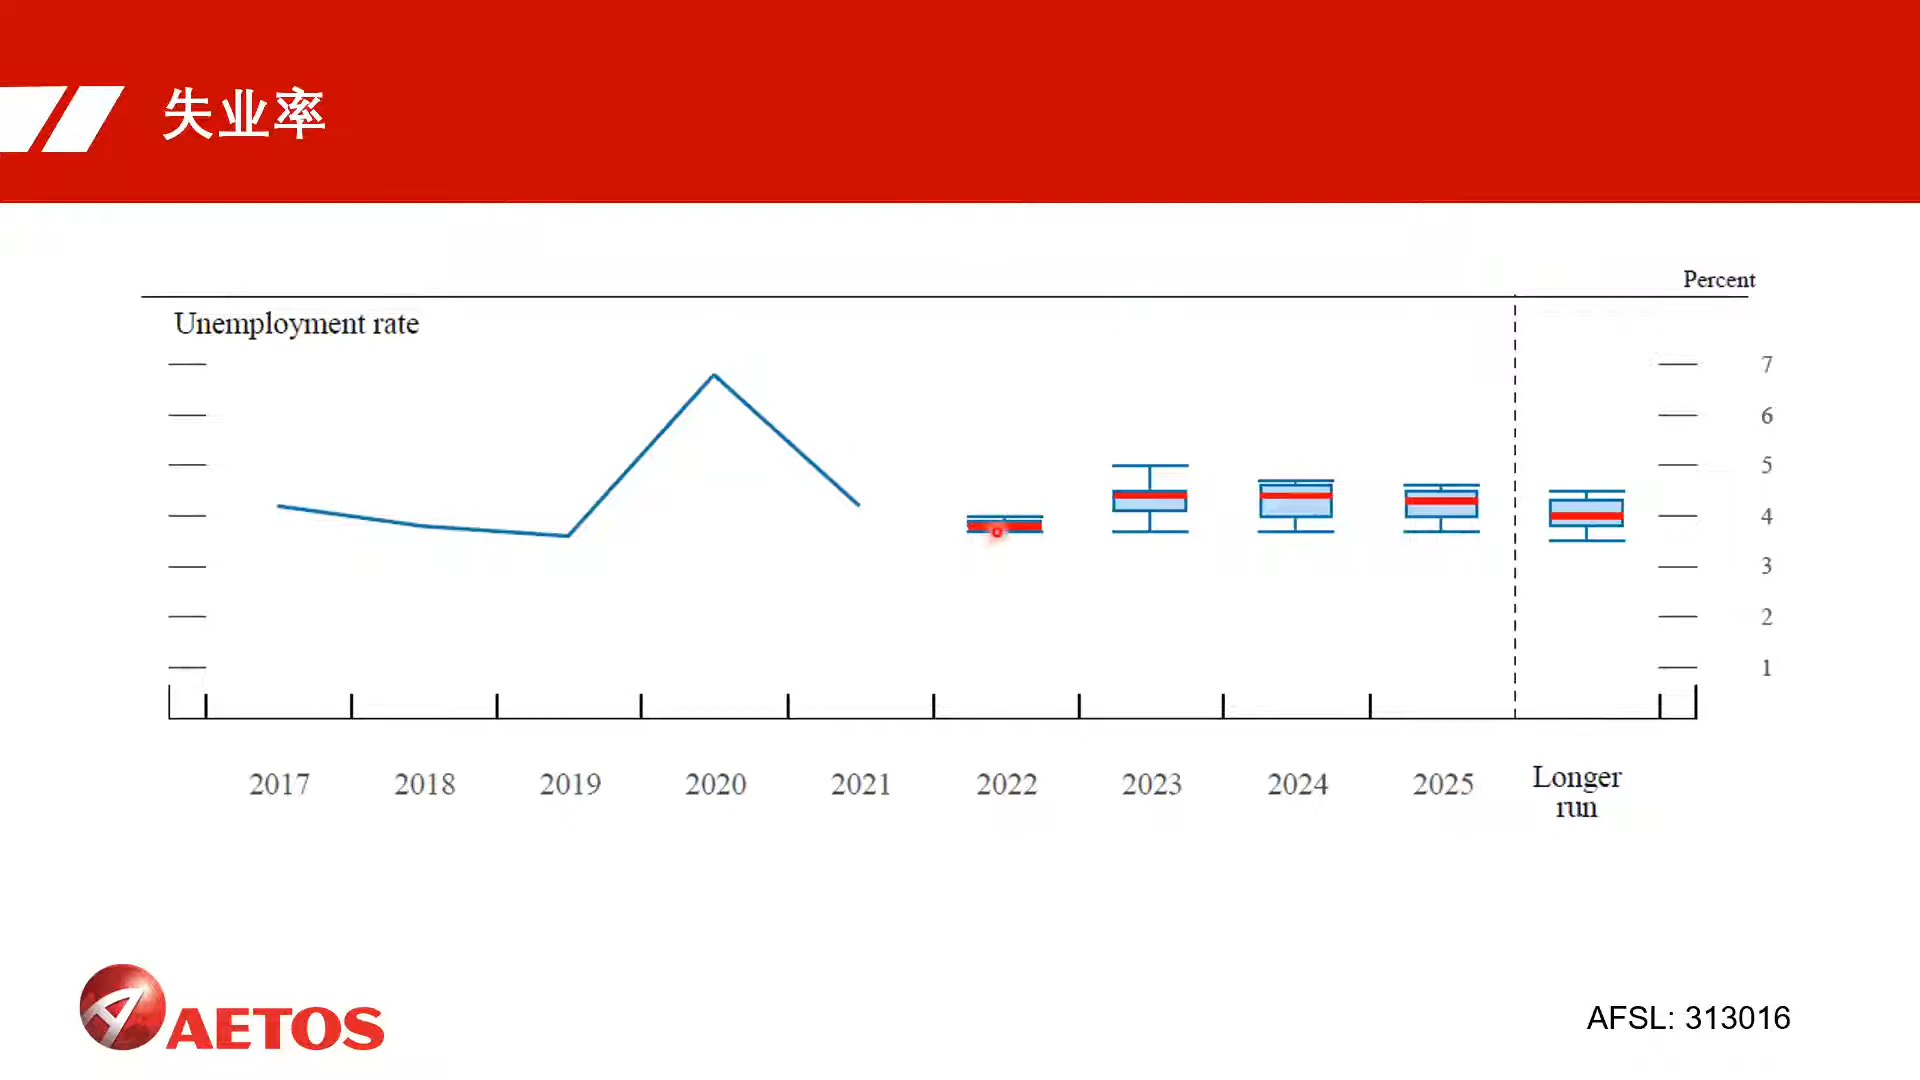 失业率
Percent
Unemployment rate
7
6
5
4
3
2
1
2017 2018 2019 2020 2021 2022 2023 2024 2025 Longer run
AETOS
AFSL: 313016